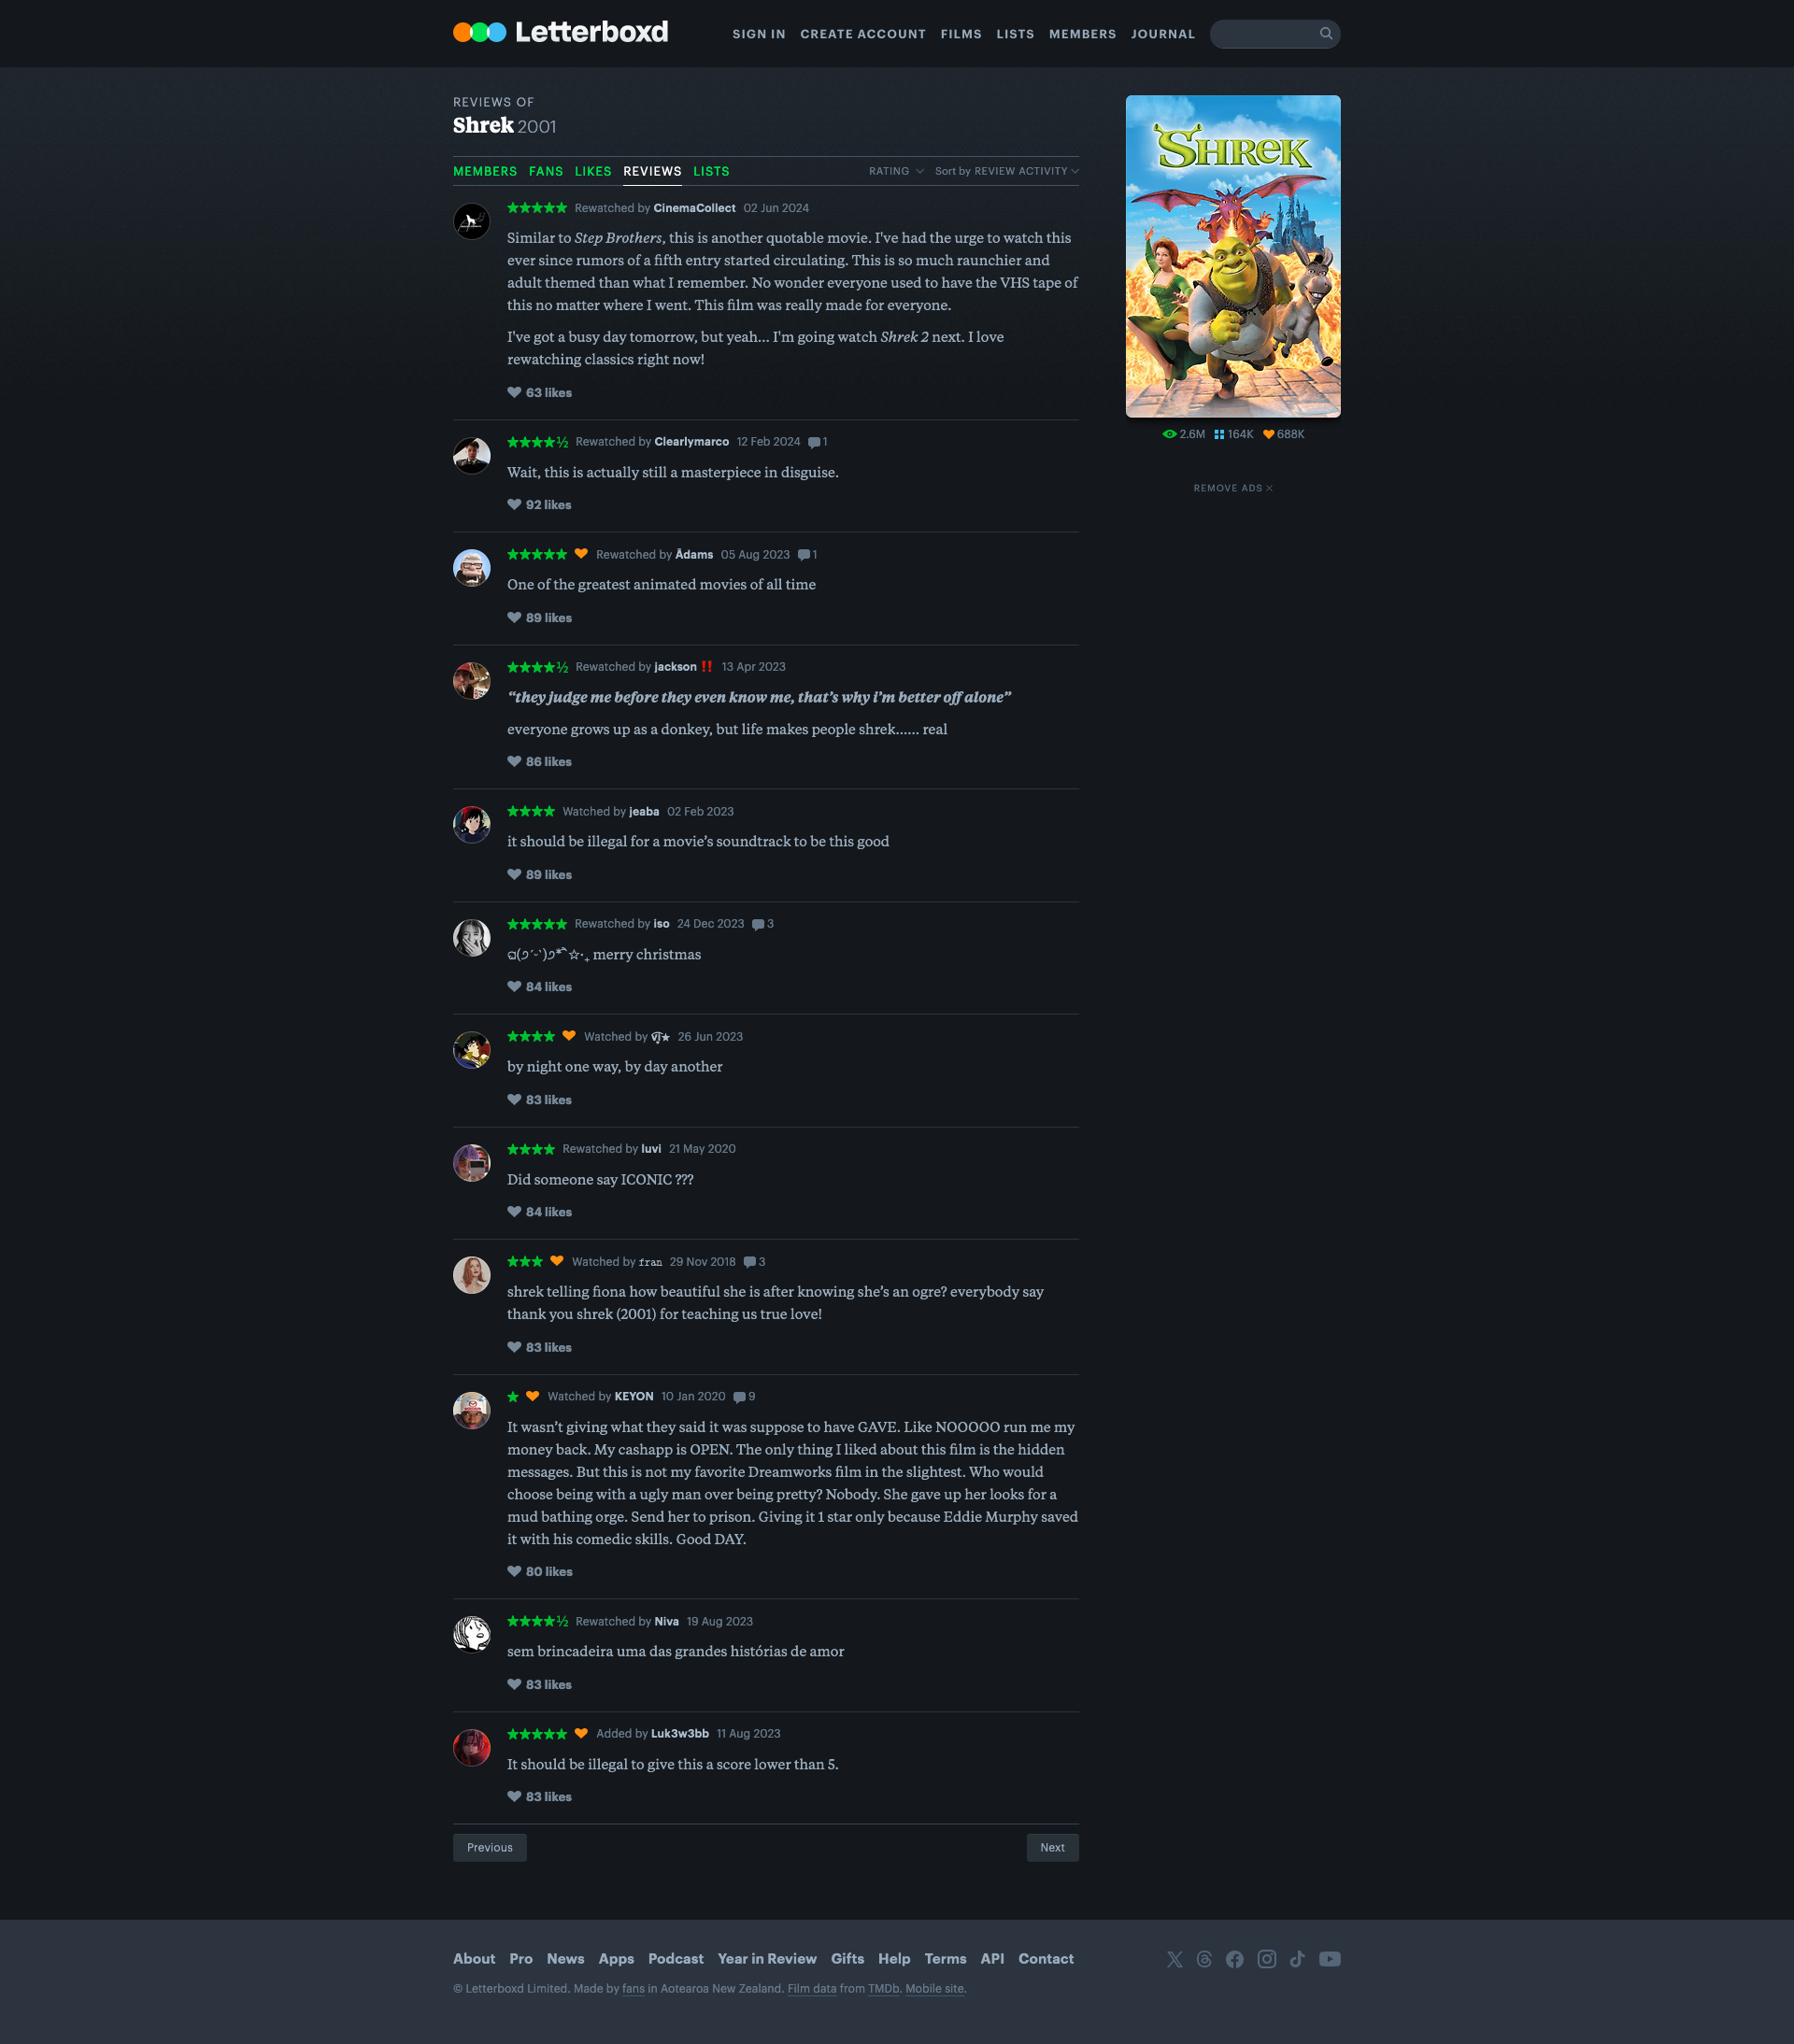 Letterboxd
SIGN IN CREATE ACCOUNT FILMS LISTS MEMBERS JOURNAL
REVIEWS OF
Shrek 2001
MEMBERS FANS LIKES REVIEWS LISTS RATING Sort by REVIEW ACTIVITY
SHREK
2.6M 164K 688K
REMOVE ADS ×
★★★★★ Rewatched by CinemaCollect 02 Jun 2024
Similar to Step Brothers, this is another quotable movie. I've had the urge to watch this
ever since rumors of a fifth entry started circulating. This is so much raunchier and
adult themed than what I remember. No wonder everyone used to have the VHS tape of
this no matter where I went. This film was really made for everyone.
I've got a busy day tomorrow, but yeah... I'm going watch Shrek 2 next. I love
rewatching classics right now!
63 likes
★★★★½ Rewatched by Clearlymarco 12 Feb 2024 1
Wait, this is actually still a masterpiece in disguise.
92 likes
★★★★★ Rewatched by Ådams 05 Aug 2023 1
One of the greatest animated movies of all time
89 likes
★★★★½ Rewatched by jackson ‼️ 13 Apr 2023
“they judge me before they even know me, that’s why i’m better off alone”
everyone grows up as a donkey, but life makes people shrek…… real
86 likes
★★★★ Watched by jeaba 02 Feb 2023
it should be illegal for a movie’s soundtrack to be this good
89 likes
★★★★★ Rewatched by iso 24 Dec 2023 3
merry christmas
84 likes
★★★★ Watched by 26 Jun 2023
by night one way, by day another
83 likes
★★★★ Rewatched by luvi 21 May 2020
Did someone say ICONIC ???
84 likes
★★★ Watched by fran 29 Nov 2018 3
shrek telling fiona how beautiful she is after knowing she’s an ogre? everybody say
thank you shrek (2001) for teaching us true love!
83 likes
★ Watched by KEYON 10 Jan 2020 9
It wasn’t giving what they said it was suppose to have GAVE. Like NOOOOO run me my
money back. My cashapp is OPEN. The only thing I liked about this film is the hidden
messages. But this is not my favorite Dreamworks film in the slightest. Who would
choose being with a ugly man over being pretty? Nobody. She gave up her looks for a
mud bathing orge. Send her to prison. Giving it 1 star only because Eddie Murphy saved
it with his comedic skills. Good DAY.
80 likes
★★★★½ Rewatched by Niva 19 Aug 2023
sem brincadeira uma das grandes histórias de amor
83 likes
★★★★★ Added by Luk3w3bb 11 Aug 2023
It should be illegal to give this a score lower than 5.
83 likes
Previous Next
About Pro News Apps Podcast Year in Review Gifts Help Terms API Contact
© Letterboxd Limited. Made by fans in Aotearoa New Zealand. Film data from TMDb. Mobile site.